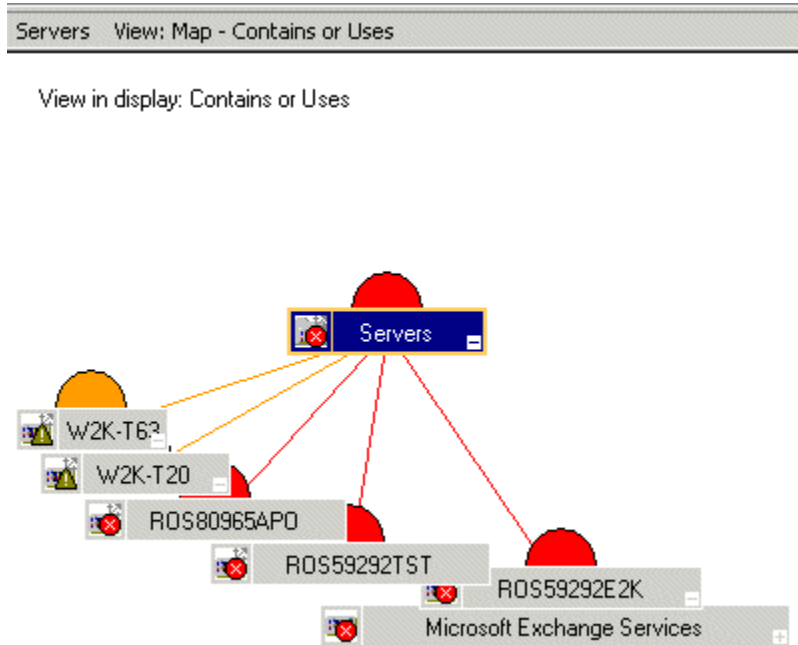 Servers View: Map - Contains or Uses
View in display: Contains or Uses
Servers
W2K-T63
W2K-T20
ROS80965APO
ROS59292TST
ROS59292E2K
Microsoft Exchange Services